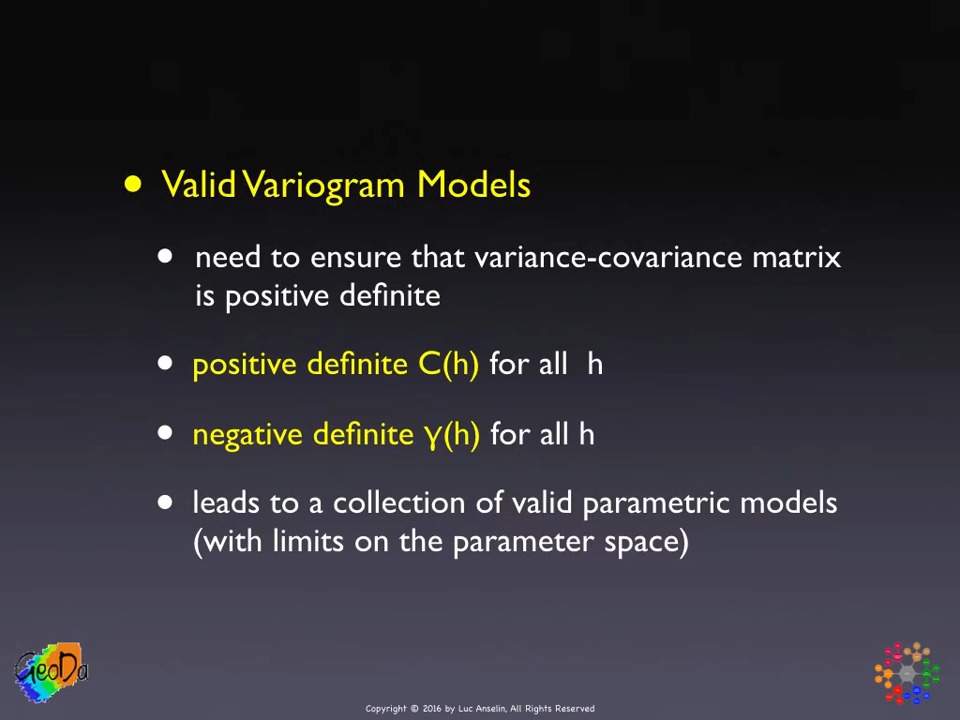 • Valid Variogram Models
• need to ensure that variance-covariance matrix
is positive definite
• positive definite C(h) for all h
• negative definite γ(h) for all h
• leads to a collection of valid parametric models
(with limits on the parameter space)
GeoDa
Copyright © 2016 by Luc Anselin, All Rights Reserved